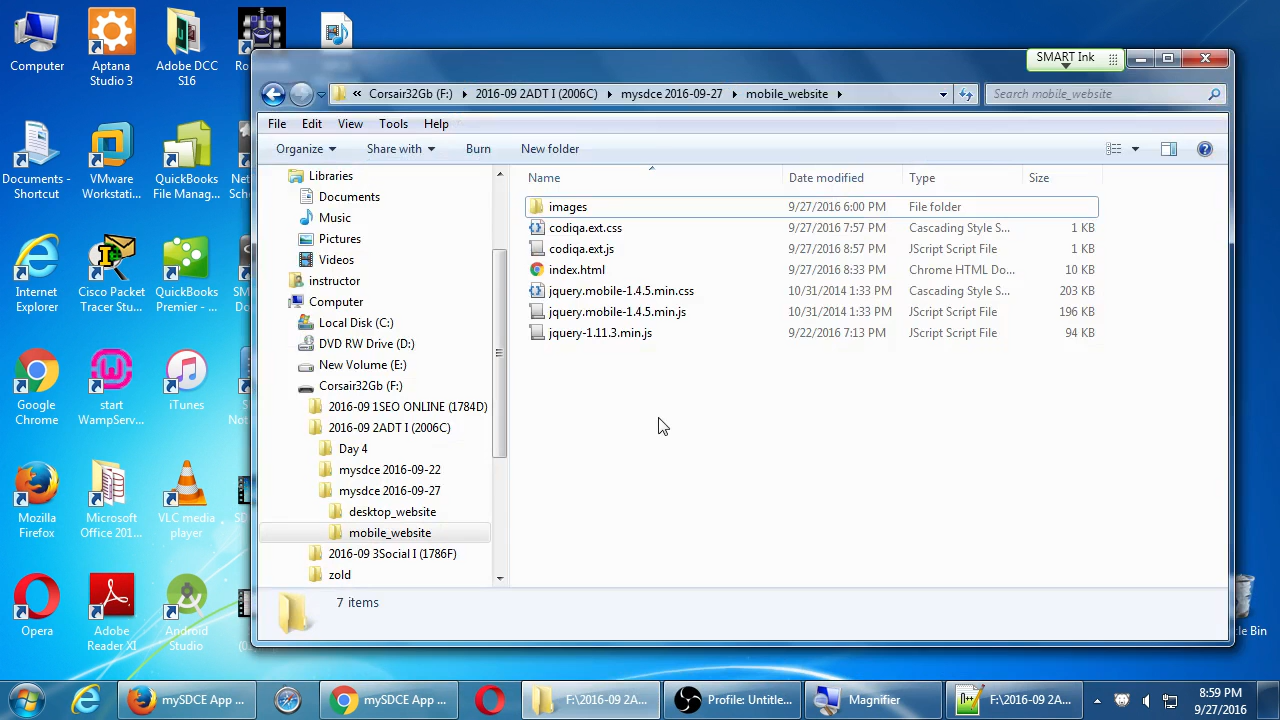 Computer
Aptana
Studio 3
Adobe DCC
S16
SMART Ink
« Corsair32Gb (F:)
2016-09 2ADT I (2006C)
mysdce 2016-09-27
mobile_website
Search mobile_website
File Edit View Tools Help
Organize Share with Burn New folder
Name Date modified Type Size
Libraries
Documents
Music
Pictures
Videos
instructor
Computer
Local Disk (C:)
DVD RW Drive (D:)
New Volume (E:)
Corsair32Gb (F:)
2016-09 1SEO ONLINE (1784D)
2016-09 2ADT I (2006C)
Day 4
mysdce 2016-09-22
mysdce 2016-09-27
desktop_website
mobile_website
2016-09 3Social I (1786F)
zold
images 9/27/2016 6:00 PM File folder
codiqa.ext.css 9/27/2016 7:57 PM Cascading Style S... 1 KB
codiqa.ext.js 9/27/2016 8:57 PM JScript Script File 1 KB
index.html 9/27/2016 8:33 PM Chrome HTML Do... 10 KB
jquery.mobile-1.4.5.min.css 10/31/2014 1:33 PM Cascading Style S... 203 KB
jquery.mobile-1.4.5.min.js 10/31/2014 1:33 PM JScript Script File 196 KB
jquery-1.11.3.min.js 9/22/2016 7:13 PM JScript Script File 94 KB
7 items
Documents -
Shortcut
VMware
Workstati...
QuickBooks
File Manag...
Internet
Explorer
Cisco Packet
Tracer Stu...
QuickBooks
Premier - ...
Google
Chrome
start
WampServ...
iTunes
Mozilla
Firefox
Microsoft
Office 201...
VLC media
player
Opera
Adobe
Reader XI
Android
Studio
Bin
mySDCE App ...
mySDCE App ...
F:\2016-09 2A...
Profile: Untitle...
Magnifier
F:\2016-09 2A...
8:59 PM
9/27/2016